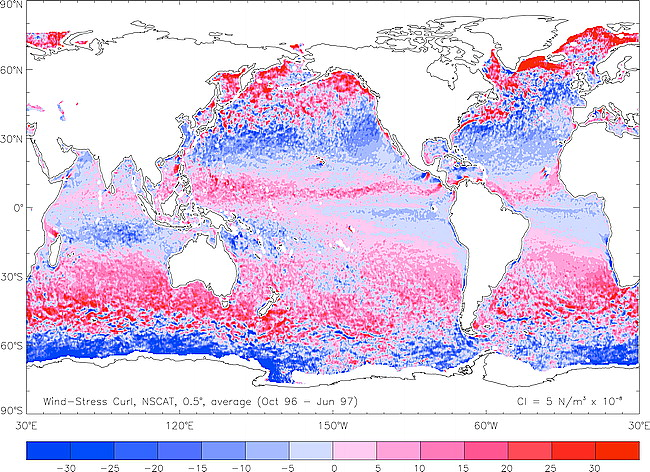 90°N
60°N
30°N
0°
30°S
60°S
90°S
Wind-Stress Curl, NSCAT, 0.5°, average (Oct 96 - Jun 97)
CI = 5 N/m³ x 10⁻⁸
30°E 120°E 150°W 60°W 30°E
-30 -20 -15 -10 -5 0 5 10 15 20 25 30